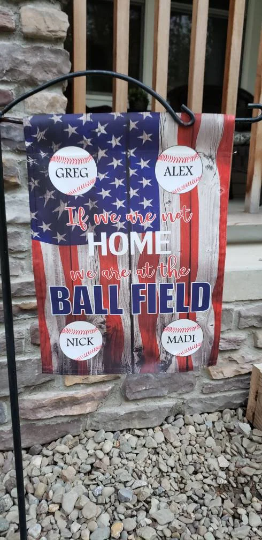 GREG ALEX
If we are not
HOME
we are at the
BALL FIELD
NICK MADI